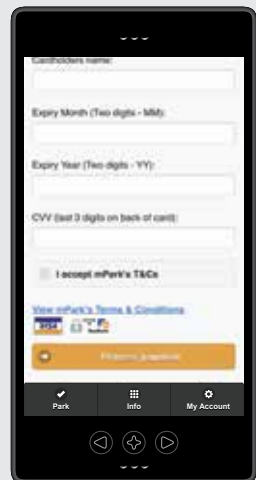 Cardholders name:
Expiry Month (Two digits - MM):
Expiry Year (Two digits - YY):
CVV (last 3 digits on back of card):
I accept mPark's T&Cs
View mPark's Terms & Conditions
VISA
Park
Info
My Account